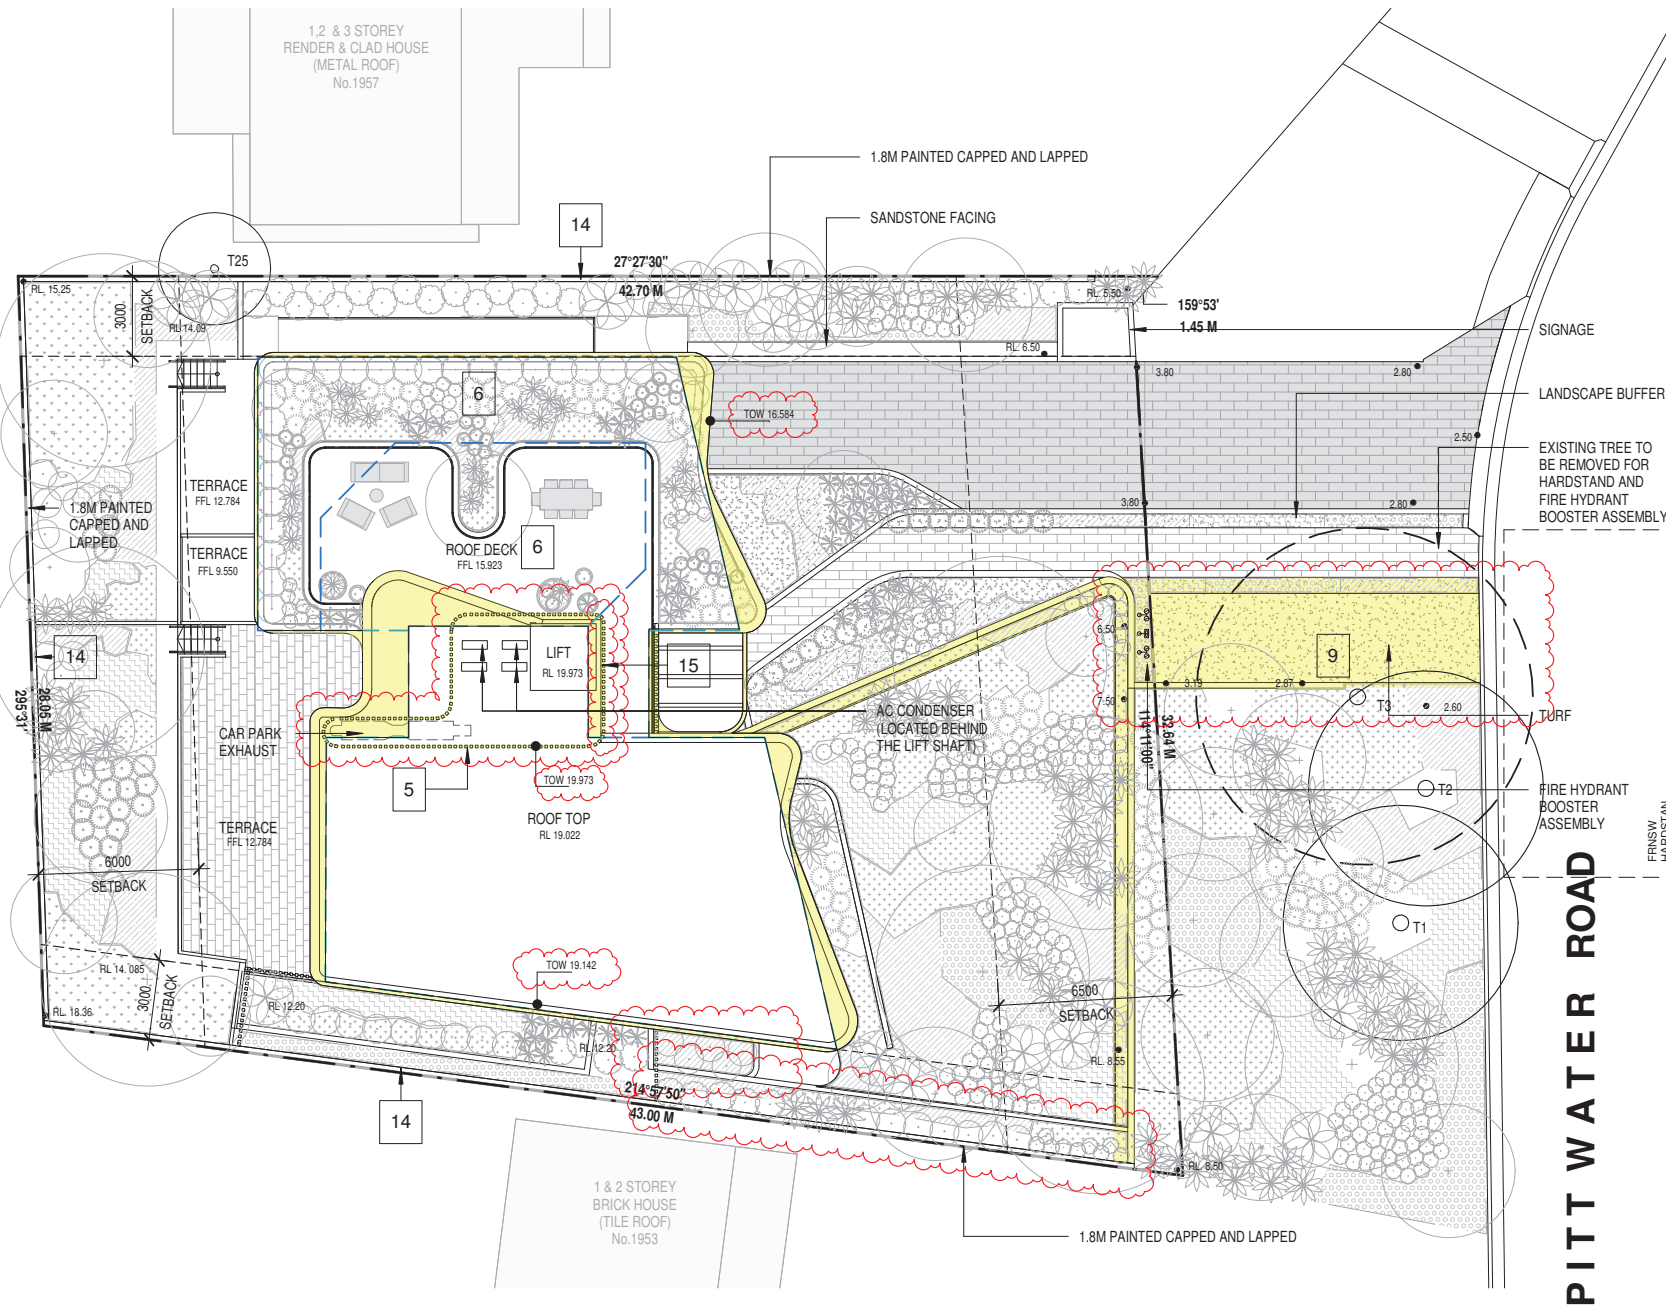 1,2 & 3 STOREY
RENDER & CLAD HOUSE
(METAL ROOF)
No.1957
1.8M PAINTED CAPPED AND LAPPED
SANDSTONE FACING
14
T25
27°27'30"
42.70 M
RL. 15.25
3000
SETBACK
RL 14.09
RL. 5.50
159°53'
1.45 M
SIGNAGE
RL. 6.50
3.80
2.80
LANDSCAPE BUFFER
6
TOW 16.584
2.50
EXISTING TREE TO
BE REMOVED FOR
HARDSTAND AND
FIRE HYDRANT
BOOSTER ASSEMBLY
3.80
2.80
TERRACE
FFL 12.784
1.8M PAINTED
CAPPED AND
LAPPED
TERRACE
FFL 9.550
ROOF DECK
FFL 15.923
6
14
LIFT
RL 19.973
15
6.50
9
3.19
2.87
7.50
T3
2.60
TURF
295°31'
28.05 M
AC CONDENSER
(LOCATED BEHIND
THE LIFT SHAFT)
111°11'00"
32.64 M
CAR PARK
EXHAUST
5
TOW 19.973
T2
FIRE HYDRANT
BOOSTER
ASSEMBLY
FRNSW
HARDSTAN
ROOF TOP
RL 19.022
TERRACE
FFL 12.784
6000
SETBACK
T1
TOW 19.142
RL 14. 085
3000
SETBACK
6500
SETBACK
RL. 18.36
RL 12.20
RL 12.20
RL. 8.55
214°57'50"
43.00 M
14
RL. 8.50
1 & 2 STOREY
BRICK HOUSE
(TILE ROOF)
No.1953
1.8M PAINTED CAPPED AND LAPPED
PITT WATER ROAD